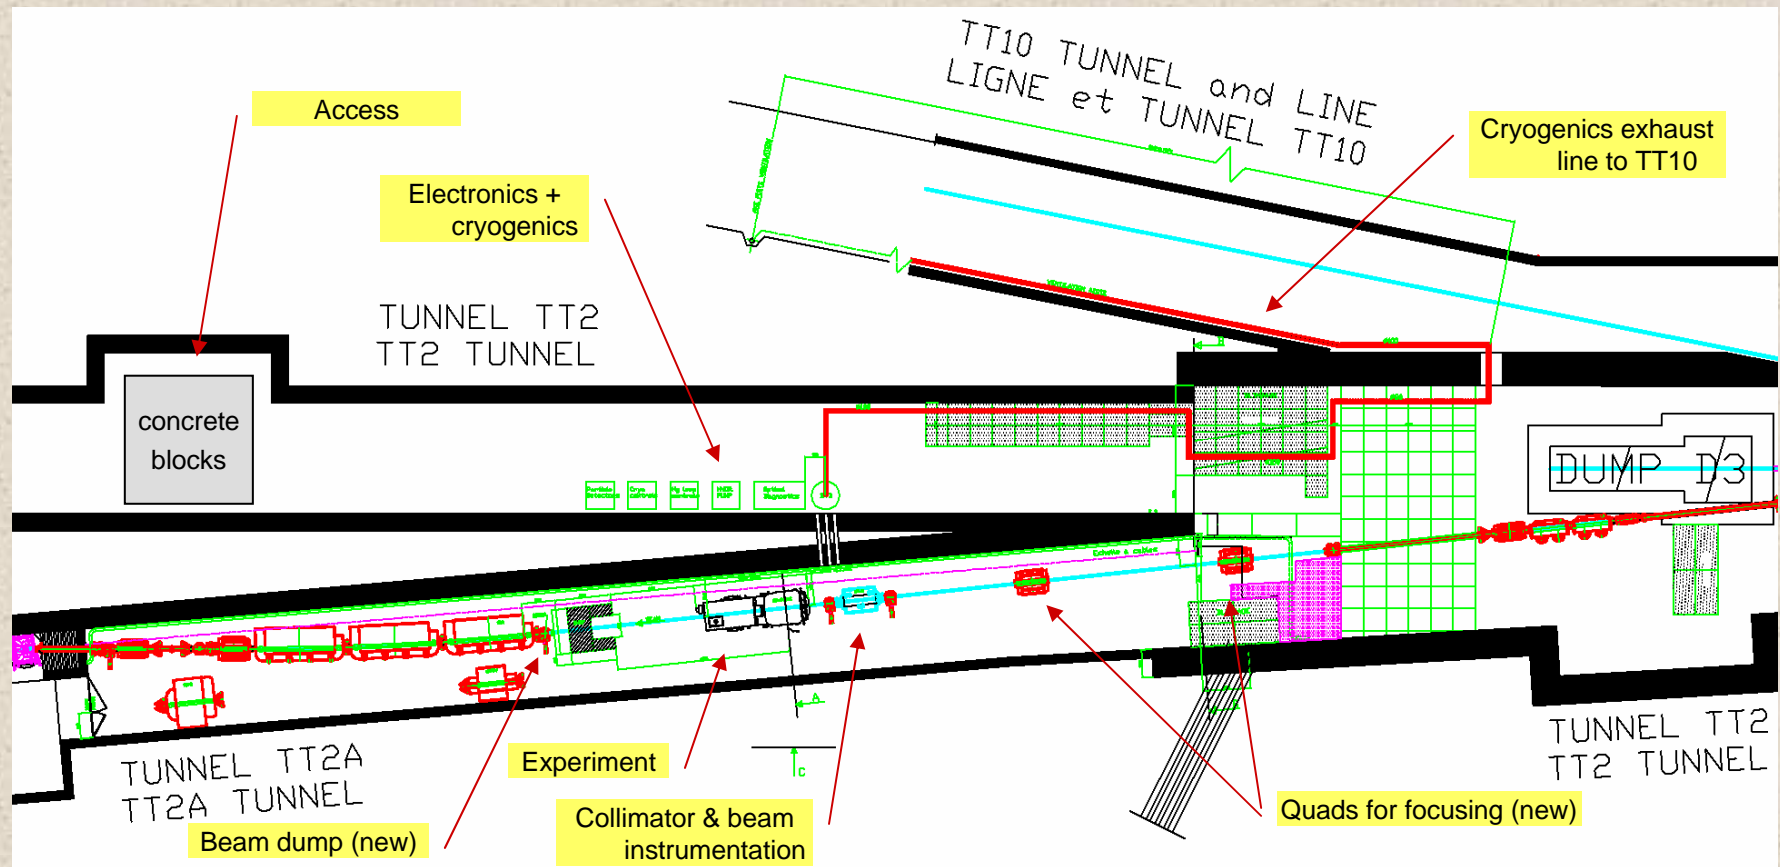 TT10 TUNNEL and LINE
LIGNE et TUNNEL TT10
Access
Cryogenics exhaust
line to TT10
Electronics +
cryogenics
TUNNEL TT2
TT2 TUNNEL
concrete
blocks
DUMP D3
Echelle à cables
A
C
TUNNEL TT2A
TT2A TUNNEL
Experiment
TUNNEL TT2
TT2 TUNNEL
Beam dump (new)
Collimator & beam
instrumentation
Quads for focusing (new)